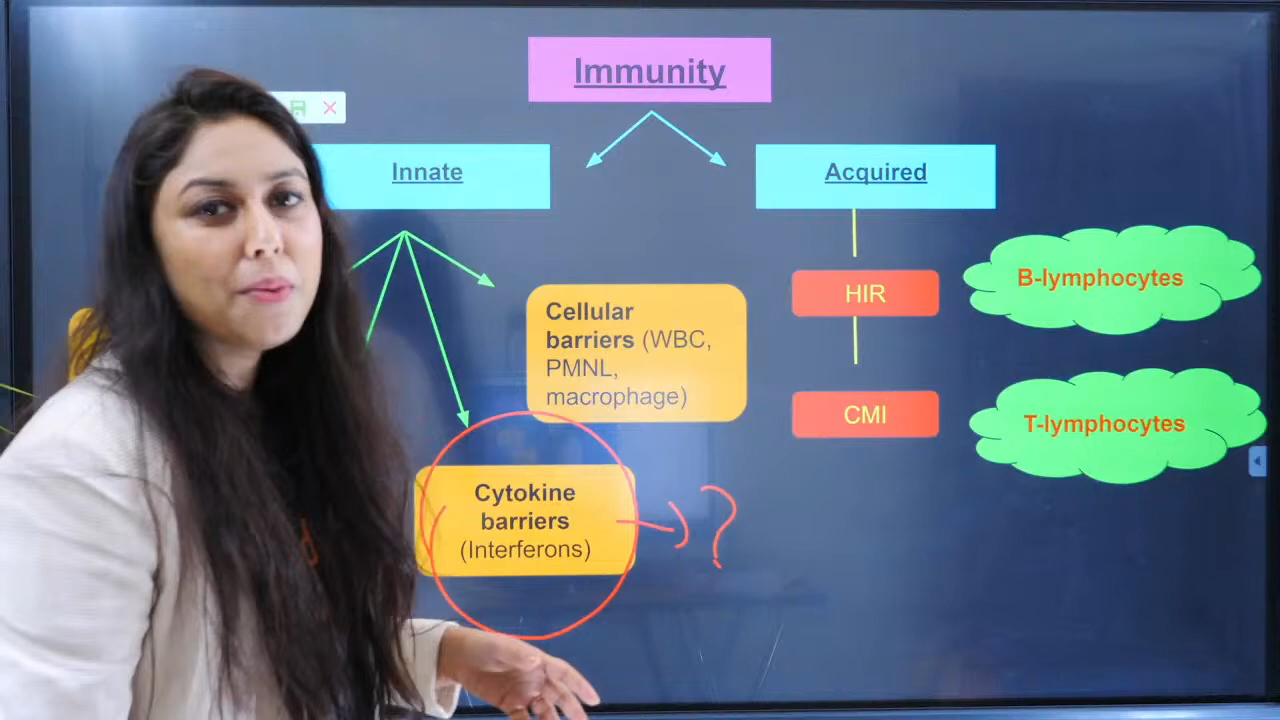 Immunity
Innate
Acquired
Cellular
barriers (WBC,
PMNL,
macrophage)
HIR
B-lymphocytes
CMI
T-lymphocytes
Cytokine
barriers
(Interferons)
?